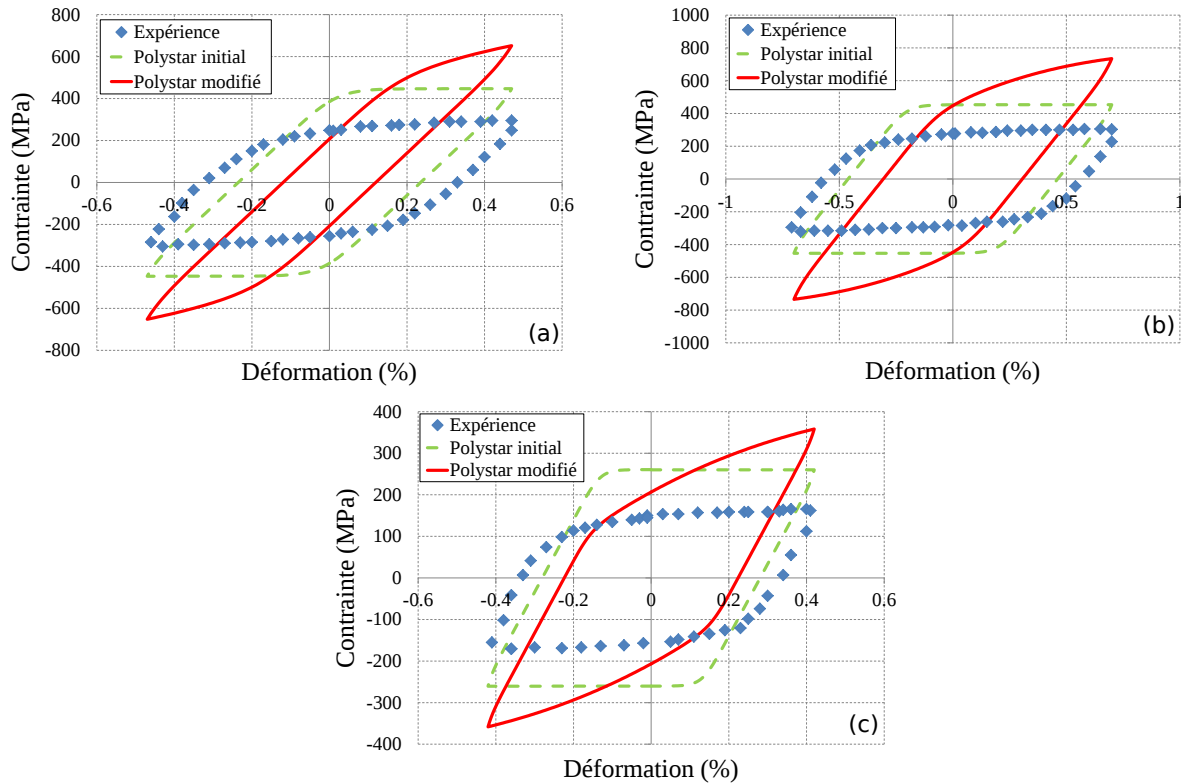 800
600
400
200
0
-200
-400
-600
-800
-0.6
-0.4
-0.2
0
0.2
0.4
0.6
Expérience
Polystar initial
Polystar modifié
Contrainte (MPa)
Déformation (%)
(a)
1000
800
600
400
200
0
-200
-400
-600
-800
-1000
-1
-0.5
0
0.5
1
Expérience
Polystar initial
Polystar modifié
Contrainte (MPa)
Déformation (%)
(b)
400
300
200
100
0
-100
-200
-300
-400
-0.6
-0.4
-0.2
0
0.2
0.4
0.6
Expérience
Polystar initial
Polystar modifié
Contrainte (MPa)
Déformation (%)
(c)